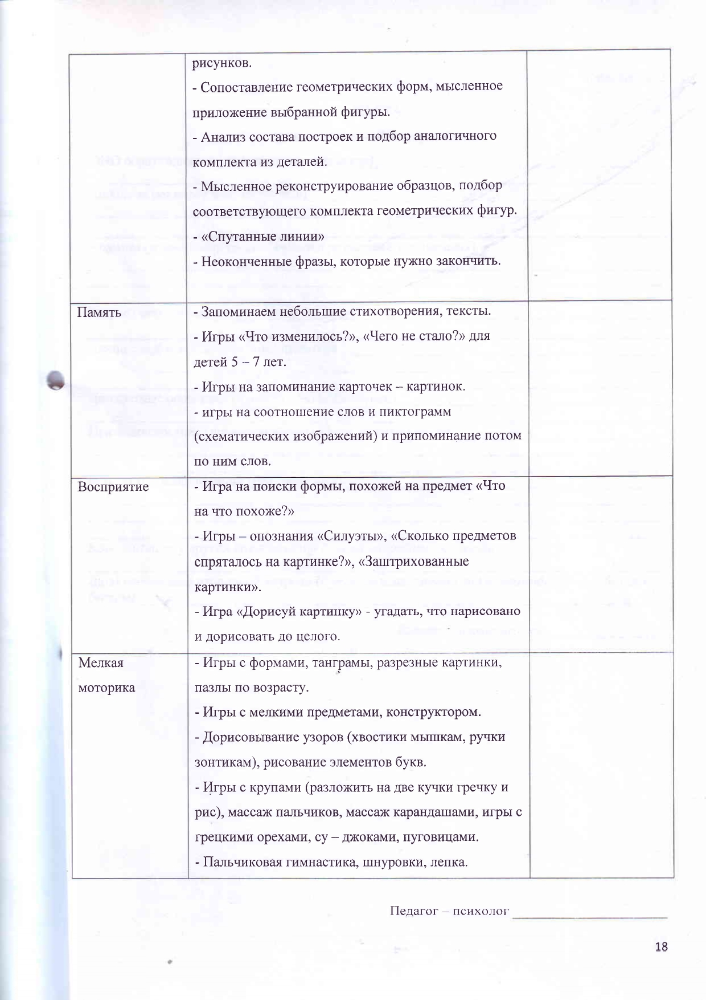 рисунков.
- Сопоставление геометрических форм, мысленное
приложение выбранной фигуры.
- Анализ состава построек и подбор аналогичного
комплекта из деталей.
- Мысленное реконструирование образцов, подбор
соответствующего комплекта геометрических фигур.
- «Спутанные линии»
- Неоконченные фразы, которые нужно закончить.
Память
- Запоминаем небольшие стихотворения, тексты.
- Игры «Что изменилось?», «Чего не стало?» для
детей 5 – 7 лет.
- Игры на запоминание карточек – картинок.
- игры на соотношение слов и пиктограмм
(схематических изображений) и припоминание потом
по ним слов.
Восприятие
- Игра на поиски формы, похожей на предмет «Что
на что похоже?»
- Игры – опознания «Силуэты», «Сколько предметов
спряталось на картинке?», «Заштрихованные
картинки».
- Игра «Дорисуй картинку» - угадать, что нарисовано
и дорисовать до целого.
Мелкая
моторика
- Игры с формами, танграмы, разрезные картинки,
пазлы по возрасту.
- Игры с мелкими предметами, конструктором.
- Дорисовывание узоров (хвостики мышкам, ручки
зонтикам), рисование элементов букв.
- Игры с крупами (разложить на две кучки гречку и
рис), массаж пальчиков, массаж карандашами, игры с
грецкими орехами, су – джоками, пуговицами.
- Пальчиковая гимнастика, шнуровки, лепка.
Педагог – психолог
18